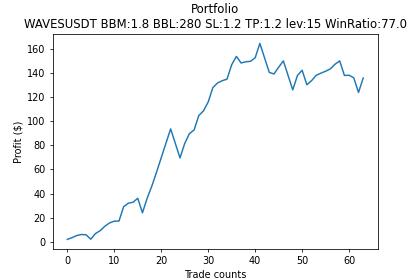 Portfolio
WAVESUSDT BBM:1.8 BBL:280 SL:1.2 TP:1.2 lev:15 WinRatio:77.0
160
140
120
100
80
60
40
20
0
Profit ($)
0 10 20 30 40 50 60
Trade counts